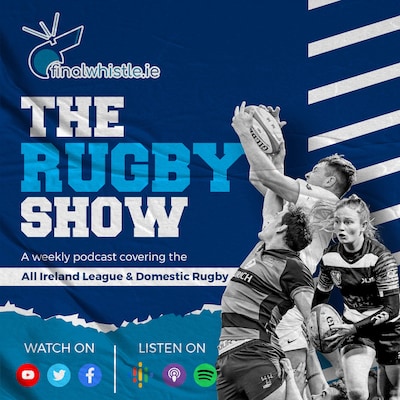 finalwhistle.ie
THE
RUGBY
SHOW
A weekly podcast covering the
All Ireland League & Domestic Rugby
WATCH ON
LISTEN ON